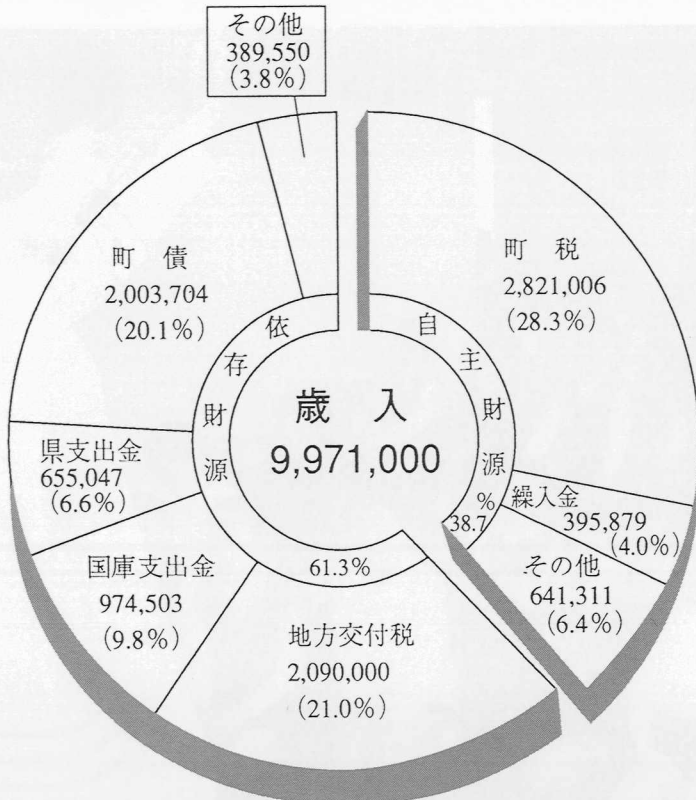 その他
389,550
(3.8%)
町税
2,821,006
(28.3%)
繰入金
395,879
(4.0%)
その他
641,311
(6.4%)
地方交付税
2,090,000
(21.0%)
国庫支出金
974,503
(9.8%)
県支出金
655,047
(6.6%)
町債
2,003,704
(20.1%)
自主財源
38.7%
依存財源
61.3%
歳入
9,971,000